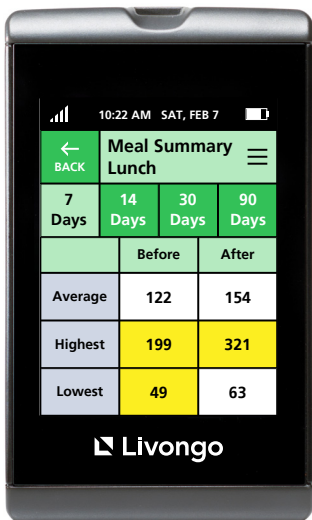 10:22 AM SAT, FEB 7
← BACK
Meal Summary
Lunch
7 Days
14 Days
30 Days
90 Days
Before After
Average 122 154
Highest 199 321
Lowest 49 63
Livongo